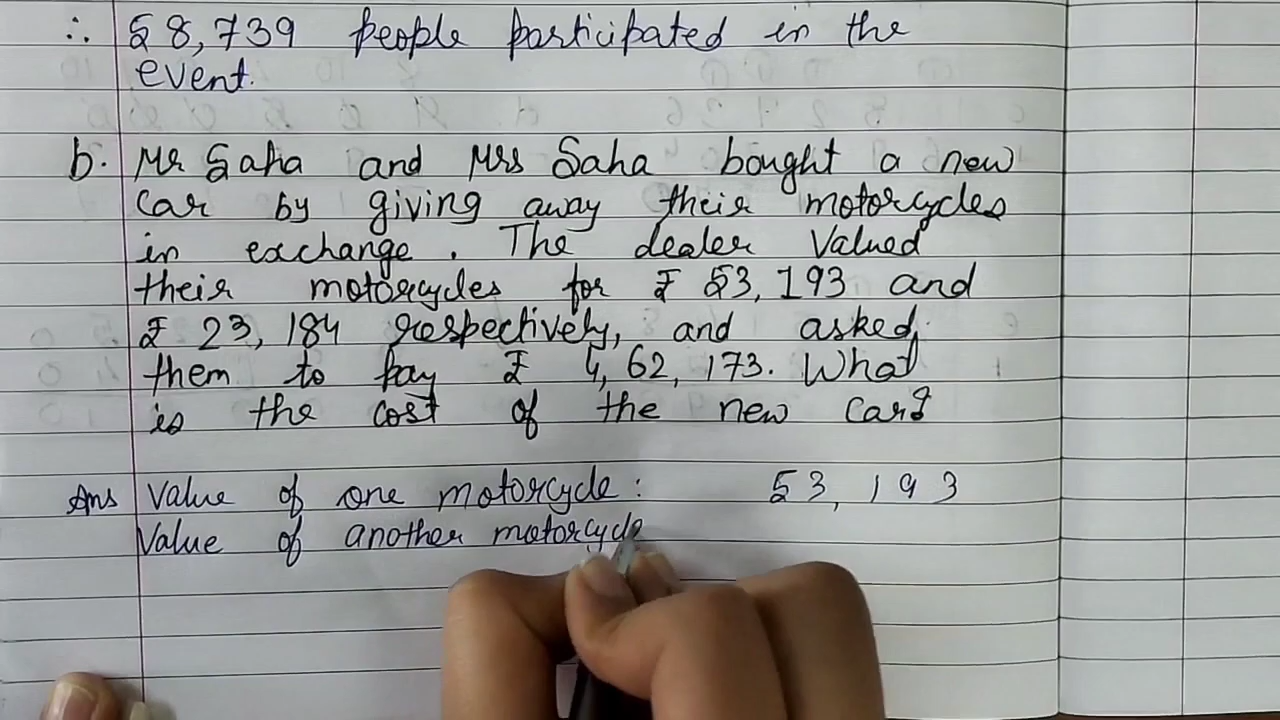 ∴ 58,739 people participated in the
event.
b. Mr Saha and Mrs Saha bought a new
car by giving away their motorcycles
in exchange. The dealer valued
their motorcycles for ₹ 53,193 and
₹ 23,184 respectively, and asked
them to pay ₹ 4,62,173. What
is the cost of the new car?
Ans Value of one motorcycle: 53,193
Value of another motorcycle